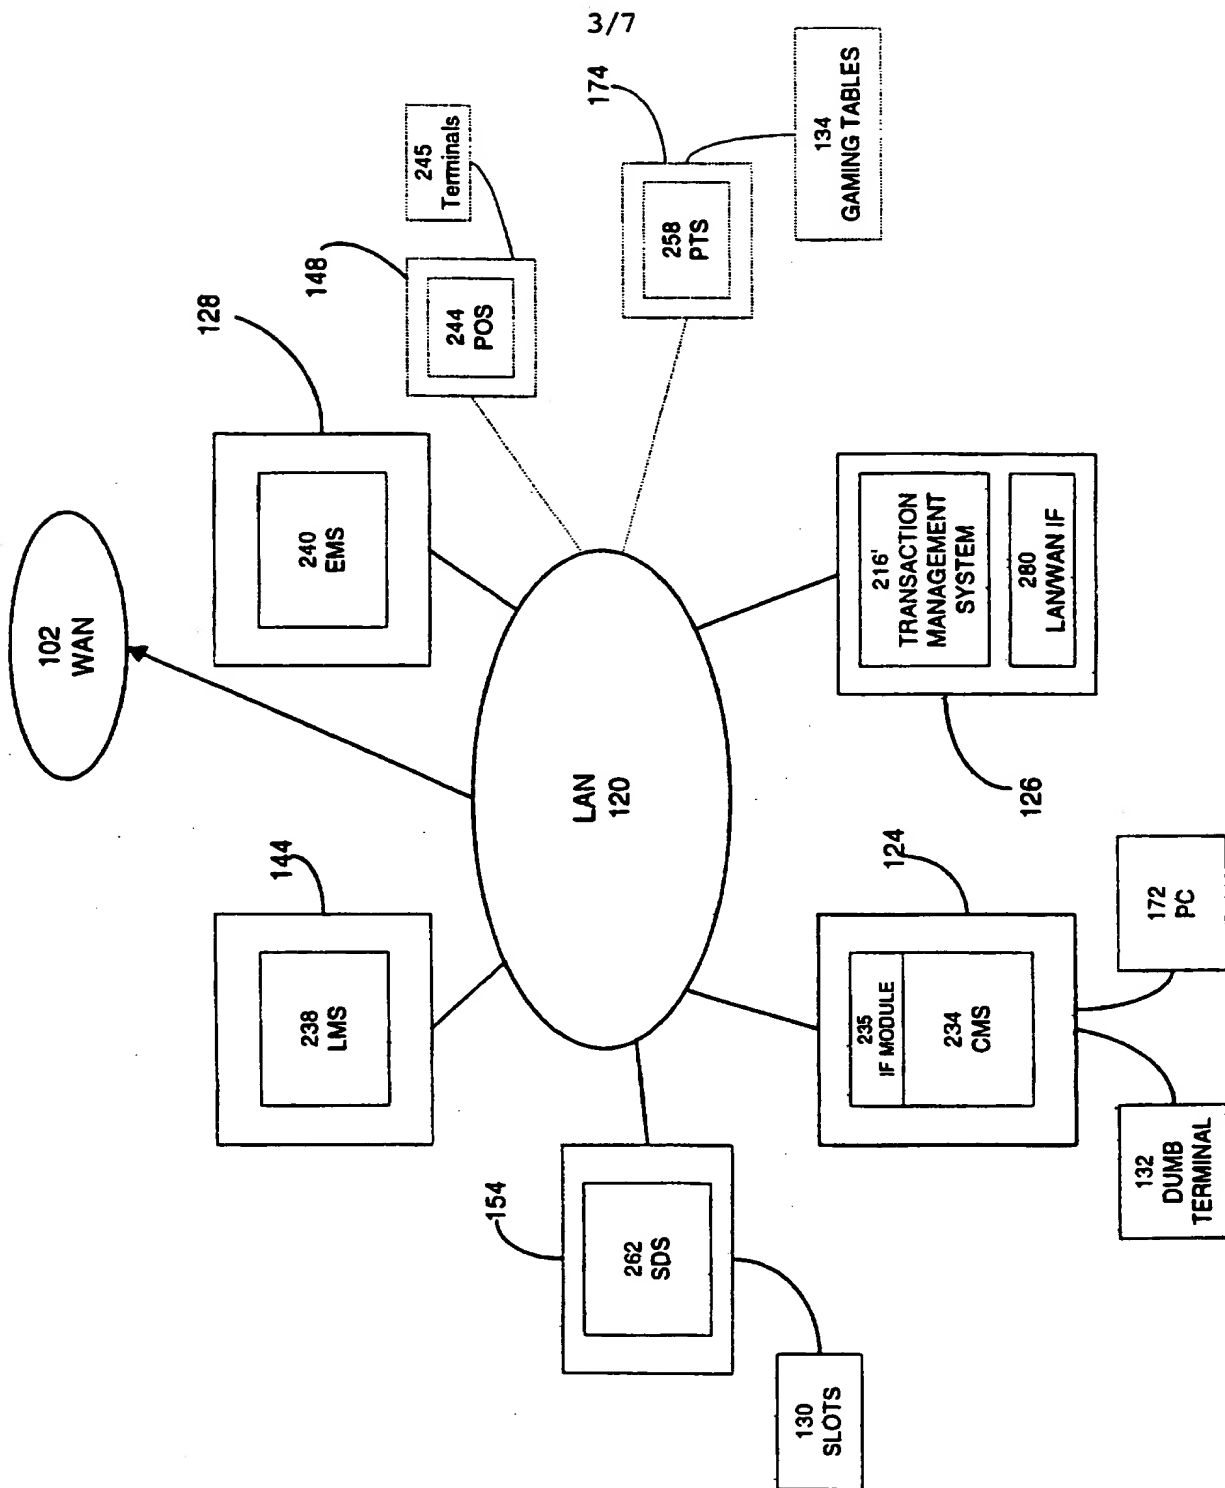 3/7
102
WAN
128
240
EMS
148
244
POS
245
Terminals
174
258
PTS
134
GAMING TABLES
144
238
LMS
LAN
120
216'
TRANSACTION
MANAGEMENT
SYSTEM
280
LAN/WAN IF
126
154
262
SDS
130
SLOTS
124
235
IF MODULE
234
CMS
132
DUMB
TERMINAL
172
PC